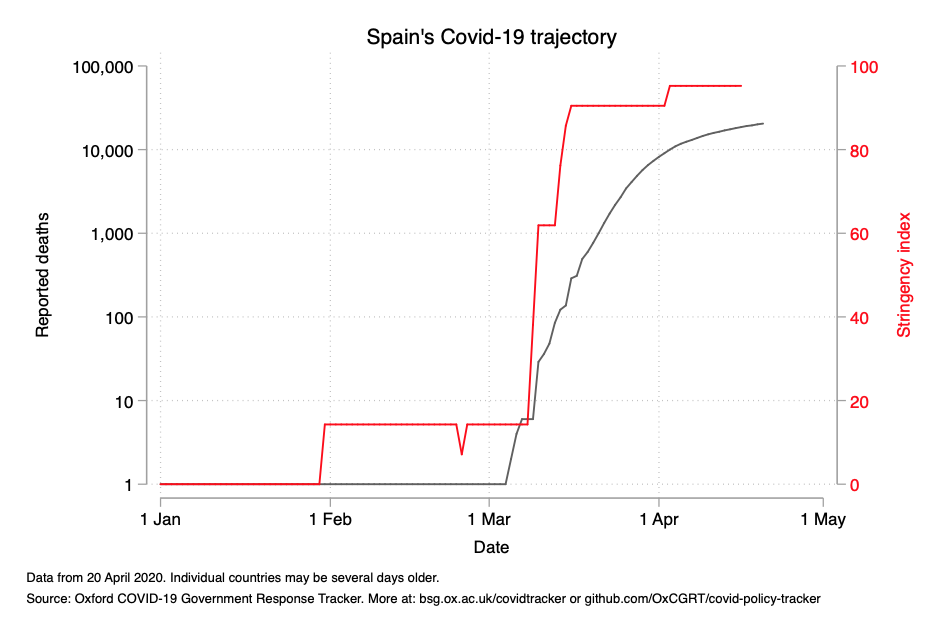 Spain's Covid-19 trajectory
100,000
10,000
1,000
100
10
1
Reported deaths
100
80
60
40
20
0
Stringency index
1 Jan
1 Feb
1 Mar
1 Apr
1 May
Date
Data from 20 April 2020. Individual countries may be several days older.
Source: Oxford COVID-19 Government Response Tracker. More at: bsg.ox.ac.uk/covidtracker or github.com/OxCGRT/covid-policy-tracker